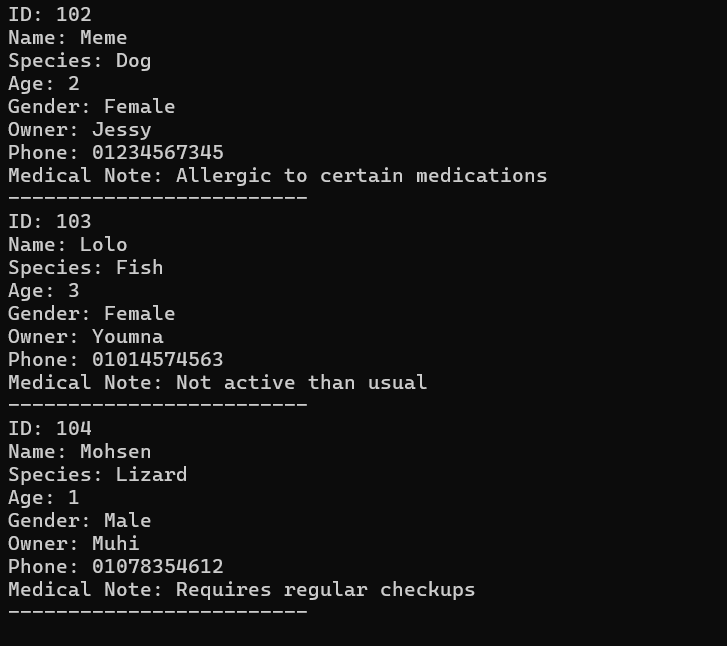 ID: 102
Name: Meme
Species: Dog
Age: 2
Gender: Female
Owner: Jessy
Phone: 01234567345
Medical Note: Allergic to certain medications
-------------------------
ID: 103
Name: Lolo
Species: Fish
Age: 3
Gender: Female
Owner: Youmna
Phone: 01014574563
Medical Note: Not active than usual
-------------------------
ID: 104
Name: Mohsen
Species: Lizard
Age: 1
Gender: Male
Owner: Muhi
Phone: 01078354612
Medical Note: Requires regular checkups
-------------------------